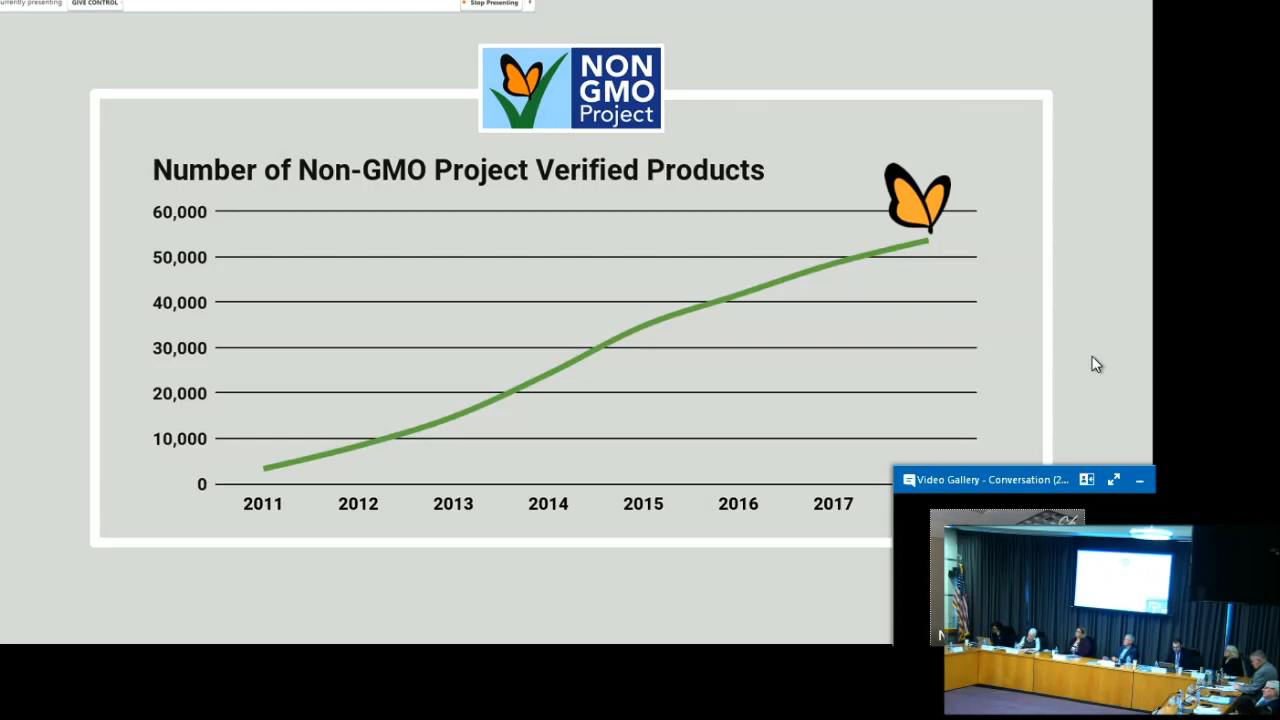 urrently presenting GIVE CONTROL Stop Presenting
NON
GMO
Project
Number of Non-GMO Project Verified Products
60,000
50,000
40,000
30,000
20,000
10,000
0
2011 2012 2013 2014 2015 2016 2017
Video Gallery - Conversation (2...